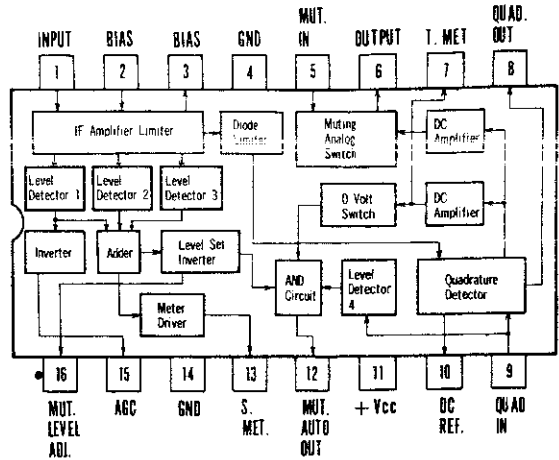 INPUT
BIAS
BIAS
GND
MUT.
IN
OUTPUT
T. MET
QUAD.
OUT
1
2
3
4
5
6
7
8
IF Amplifier Limiter
Diode
Limiter
Muting
Analog
Switch
DC
Amplifier
Level
Detector 1
Level
Detector 2
Level
Detector 3
0 Volt
Switch
DC
Amplifier
Inverter
Adder
Level Set
Inverter
AND
Circuit
Level
Detector
4
Quadrature
Detector
Meter
Driver
16
15
14
13
12
11
10
9
MUT.
LEVEL
ADJ.
AGC
GND
S.
MET.
MUT.
AUTO
OUT
+ Vcc
DC
REF.
QUAD
IN